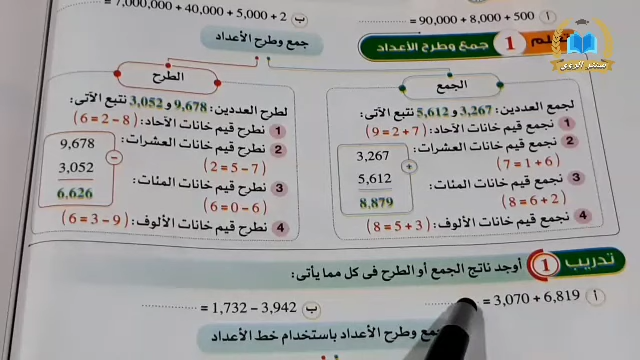 أ 90,000 + 8,000 + 500 = ............
ب 7,000,000 + 40,000 + 5,000 + 2 = ............
جمع وطرح الأعداد
تعلم 1 جمع وطرح الأعداد
الجمع
لجمع العددين: 3,267 و 5,612 نتبع الآتى:
1 نجمع قيم خانات الآحاد: (7+2=9)
2 نجمع قيم خانات العشرات:
(6+1=7)
3 نجمع قيم خانات المئات:
(2+6=8)
4 نجمع قيم خانات الألوف: (3+5=8)
3,267
+
5,612
8,879
الطرح
لطرح العددين: 9,678 و 3,052 نتبع الآتى:
1 نطرح قيم خانات الآحاد: (8-2=6)
2 نطرح قيم خانات العشرات:
(7-5=2)
3 نطرح قيم خانات المئات:
(6-0=6)
4 نطرح قيم خانات الألوف: (9-3=6)
9,678
−
3,052
6,626
تدريب 1 أوجد ناتج الجمع أو الطرح فى كل مما يأتى:
أ 3,070 + 6,819 = ............
ب 3,942 − 1,732 = ............
وطرح الأعداد باستخدام خط الأعداد